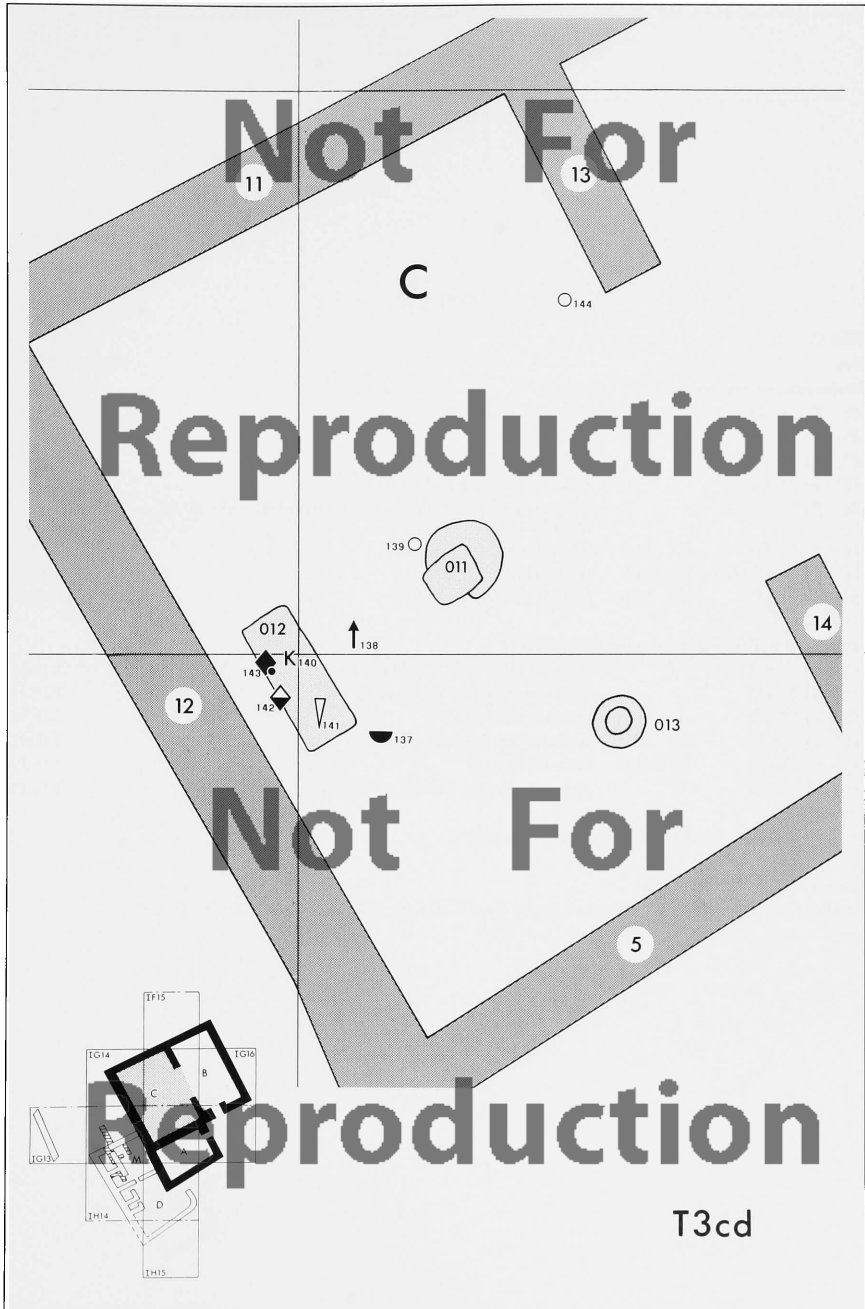 Not For
11
13
C
144
Reproduction
139
011
012
138
14
K 140
143
12
142
141
013
137
Not For
5
IF15
IG14
IG16
B
C
Reproduction
IG13
M
A
D
IH14
T3cd
IH15